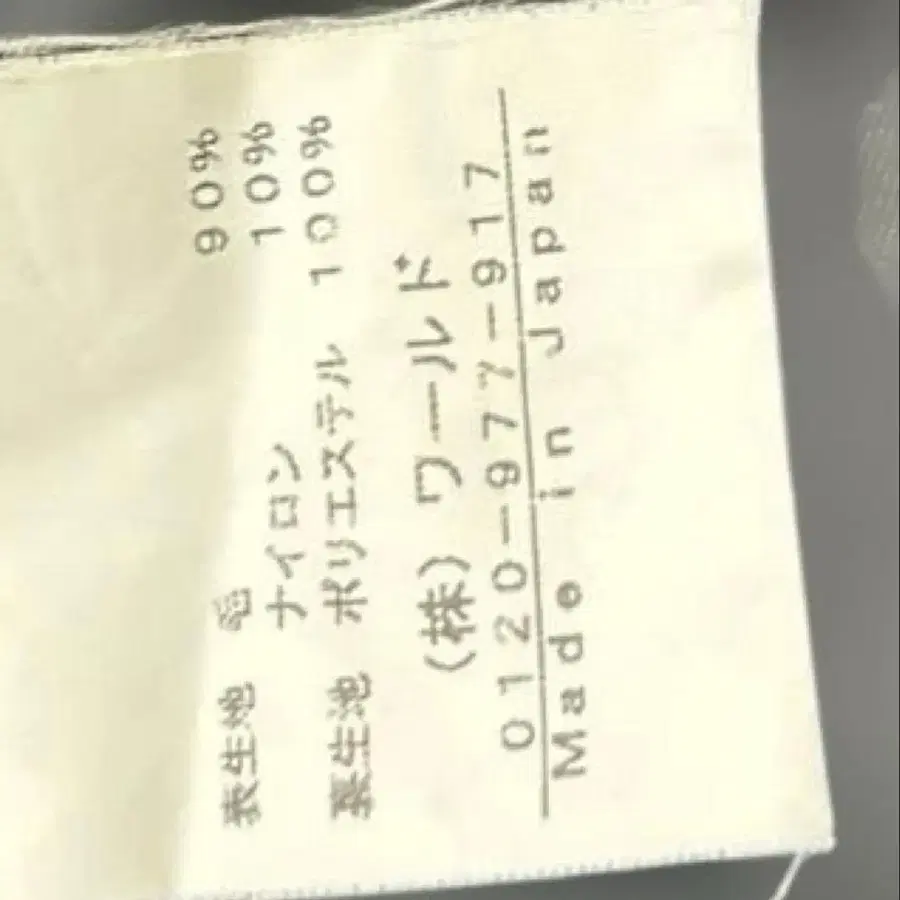 表生地 90%
ナイロン 10%
裏生地 ポリエステル 100%
(株) ワールド
0120-977-917
Made in Japan